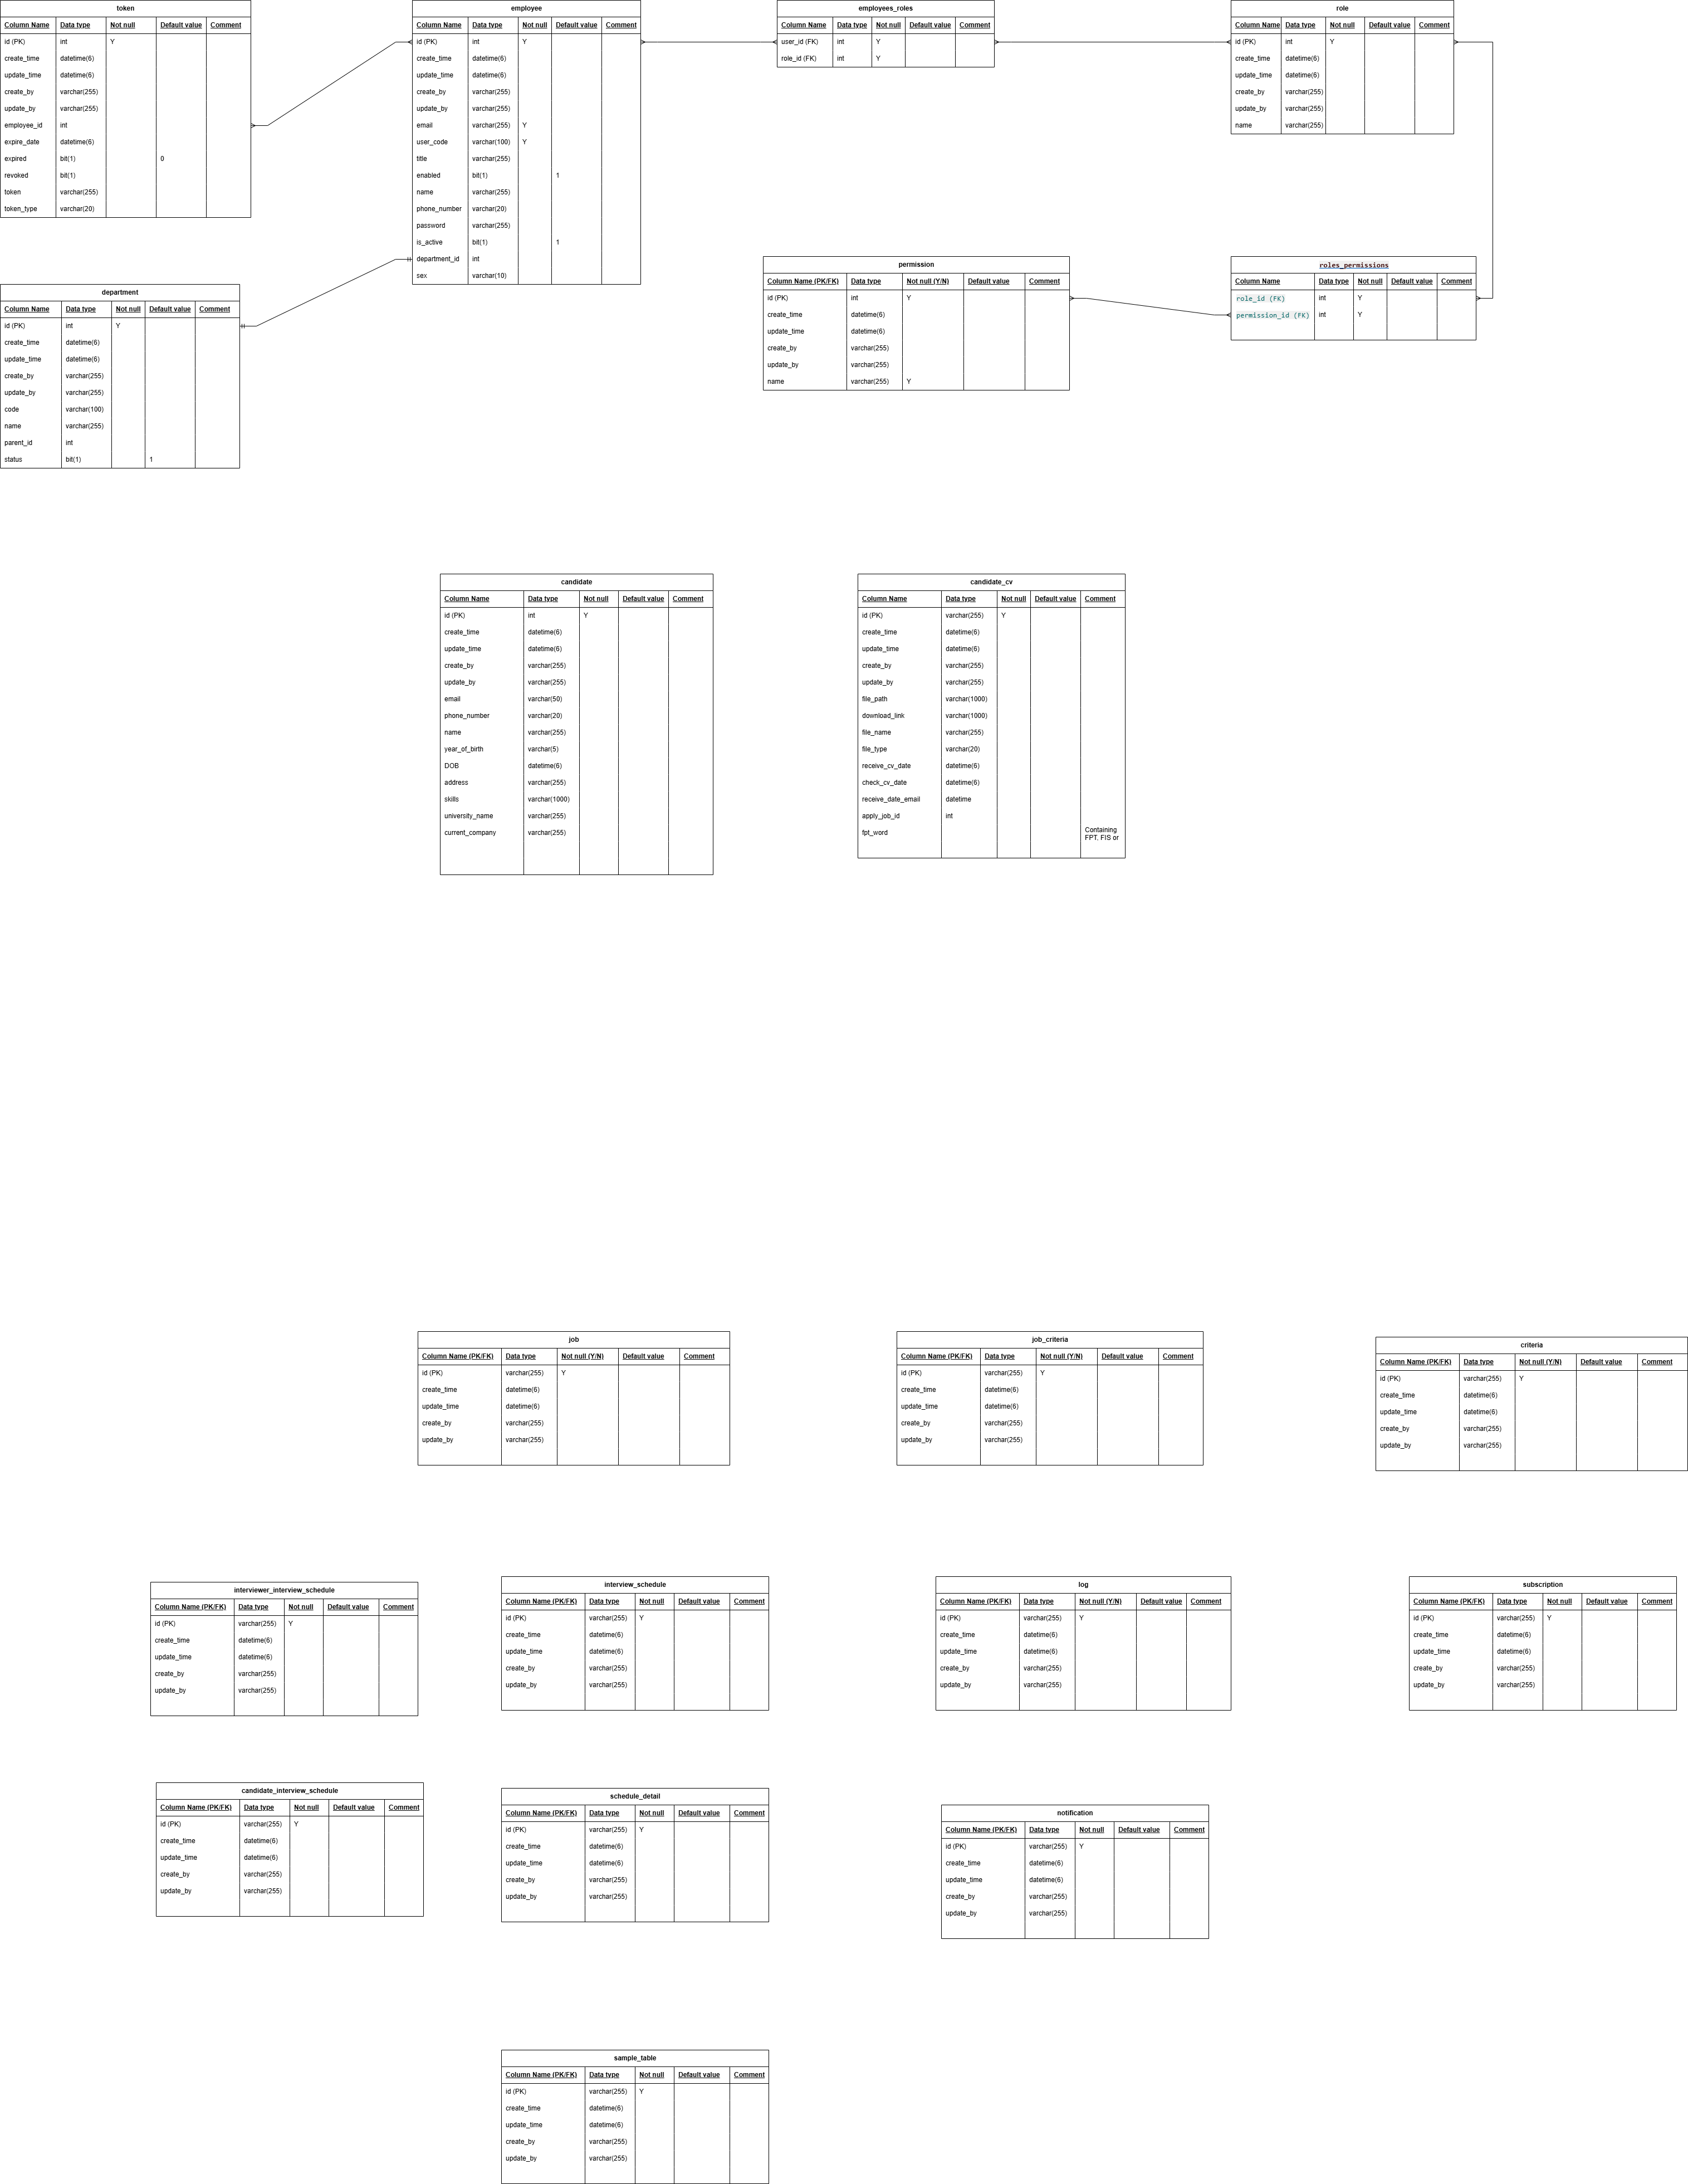 token
Column Name Data type Not null Default value Comment
id (PK) int Y
create_time datetime(6)
update_time datetime(6)
create_by varchar(255)
update_by varchar(255)
employee_id int
expire_date datetime(6)
expired bit(1) 0
revoked bit(1)
token varchar(255)
token_type varchar(20)
employee
Column Name Data type Not null Default value Comment
id (PK) int Y
create_time datetime(6)
update_time datetime(6)
create_by varchar(255)
update_by varchar(255)
email varchar(255) Y
user_code varchar(100) Y
title varchar(255)
enabled bit(1) 1
name varchar(255)
phone_number varchar(20)
password varchar(255)
is_active bit(1) 1
department_id int
sex varchar(10)
employees_roles
Column Name Data type Not null Default value Comment
user_id (FK) int Y
role_id (FK) int Y
role
Column Name Data type Not null Default value Comment
id (PK) int Y
create_time datetime(6)
update_time datetime(6)
create_by varchar(255)
update_by varchar(255)
name varchar(255)
department
Column Name Data type Not null Default value Comment
id (PK) int Y
create_time datetime(6)
update_time datetime(6)
create_by varchar(255)
update_by varchar(255)
code varchar(100)
name varchar(255)
parent_id int
status bit(1) 1
permission
Column Name (PK/FK) Data type Not null (Y/N) Default value Comment
id (PK) int Y
create_time datetime(6)
update_time datetime(6)
create_by varchar(255)
update_by varchar(255)
name varchar(255) Y
roles_permissions
Column Name Data type Not null Default value Comment
role_id (FK) int Y
permission_id (FK) int Y
candidate
Column Name Data type Not null Default value Comment
id (PK) int Y
create_time datetime(6)
update_time datetime(6)
create_by varchar(255)
update_by varchar(255)
email varchar(50)
phone_number varchar(20)
name varchar(255)
year_of_birth varchar(5)
DOB datetime(6)
address varchar(255)
skills varchar(1000)
university_name varchar(255)
current_company varchar(255)
candidate_cv
Column Name Data type Not null Default value Comment
id (PK) varchar(255) Y
create_time datetime(6)
update_time datetime(6)
create_by varchar(255)
update_by varchar(255)
file_path varchar(1000)
download_link varchar(1000)
file_name varchar(255)
file_type varchar(20)
receive_cv_date datetime(6)
check_cv_date datetime(6)
receive_date_email datetime
apply_job_id int
fpt_word Containing
FPT, FIS or
job
Column Name (PK/FK) Data type Not null (Y/N) Default value Comment
id (PK) varchar(255) Y
create_time datetime(6)
update_time datetime(6)
create_by varchar(255)
update_by varchar(255)
job_criteria
Column Name (PK/FK) Data type Not null (Y/N) Default value Comment
id (PK) varchar(255) Y
create_time datetime(6)
update_time datetime(6)
create_by varchar(255)
update_by varchar(255)
criteria
Column Name (PK/FK) Data type Not null (Y/N) Default value Comment
id (PK) varchar(255) Y
create_time datetime(6)
update_time datetime(6)
create_by varchar(255)
update_by varchar(255)
interviewer_interview_schedule
Column Name (PK/FK) Data type Not null Default value Comment
id (PK) varchar(255) Y
create_time datetime(6)
update_time datetime(6)
create_by varchar(255)
update_by varchar(255)
interview_schedule
Column Name (PK/FK) Data type Not null Default value Comment
id (PK) varchar(255) Y
create_time datetime(6)
update_time datetime(6)
create_by varchar(255)
update_by varchar(255)
log
Column Name (PK/FK) Data type Not null (Y/N) Default value Comment
id (PK) varchar(255) Y
create_time datetime(6)
update_time datetime(6)
create_by varchar(255)
update_by varchar(255)
subscription
Column Name (PK/FK) Data type Not null Default value Comment
id (PK) varchar(255) Y
create_time datetime(6)
update_time datetime(6)
create_by varchar(255)
update_by varchar(255)
candidate_interview_schedule
Column Name (PK/FK) Data type Not null Default value Comment
id (PK) varchar(255) Y
create_time datetime(6)
update_time datetime(6)
create_by varchar(255)
update_by varchar(255)
schedule_detail
Column Name (PK/FK) Data type Not null Default value Comment
id (PK) varchar(255) Y
create_time datetime(6)
update_time datetime(6)
create_by varchar(255)
update_by varchar(255)
notification
Column Name (PK/FK) Data type Not null Default value Comment
id (PK) varchar(255) Y
create_time datetime(6)
update_time datetime(6)
create_by varchar(255)
update_by varchar(255)
sample_table
Column Name (PK/FK) Data type Not null Default value Comment
id (PK) varchar(255) Y
create_time datetime(6)
update_time datetime(6)
create_by varchar(255)
update_by varchar(255)